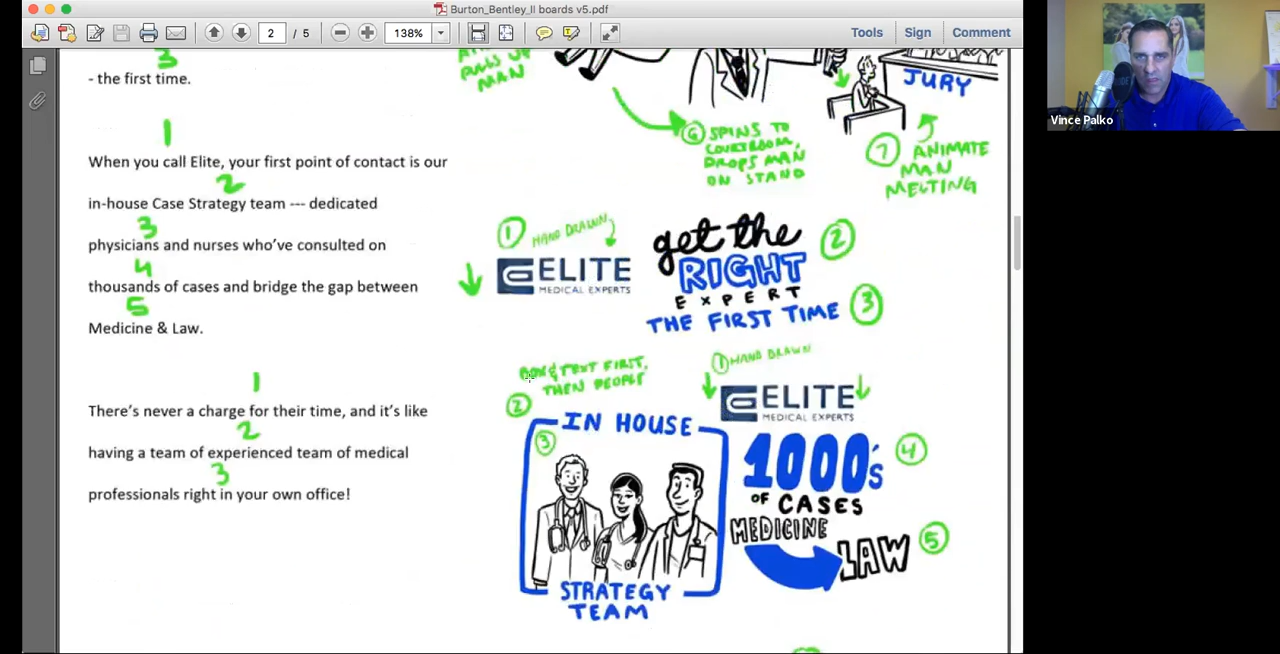 Burton_Bentley_II boards v5.pdf
2 / 5
138%
Tools
Sign
Comment
Vince Palko
3
- the first time.
PULLS UP
MAN
JURY
6 SPINS TO
COURTROOM,
DROPS MAN
ON STAND
7 ANIMATE
MAN
MELTING
1
When you call Elite, your first point of contact is our
2
in-house Case Strategy team --- dedicated
3
physicians and nurses who've consulted on
4
thousands of cases and bridge the gap between
5
Medicine & Law.
1 HAND DRAWN
ELITE
MEDICAL EXPERTS
get the 2
RIGHT
EXPERT
THE FIRST TIME 3
1
There's never a charge for their time, and it's like
2
having a team of experienced team of medical
3
professionals right in your own office!
BOX & TEXT FIRST,
THEN PEOPLE
2
IN HOUSE
3
STRATEGY
TEAM
1 HAND DRAWN
ELITE
MEDICAL EXPERTS
1000's 4
OF CASES
MEDICINE
LAW 5